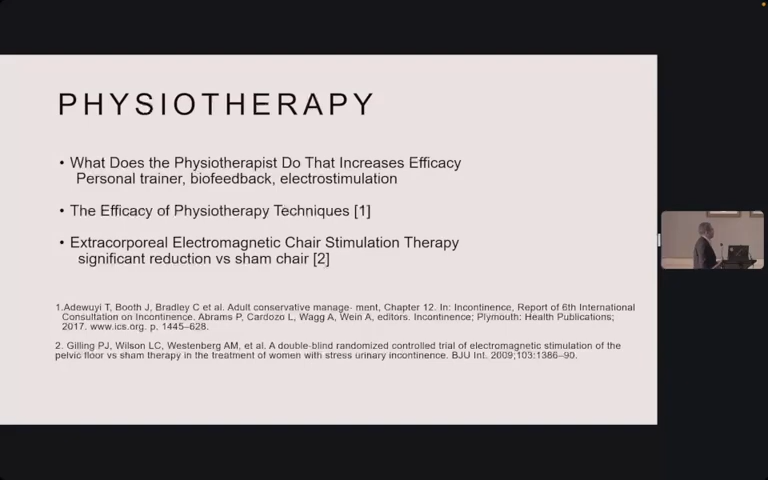 PHYSIOTHERAPY
• What Does the Physiotherapist Do That Increases Efficacy
Personal trainer, biofeedback, electrostimulation
• The Efficacy of Physiotherapy Techniques [1]
• Extracorporeal Electromagnetic Chair Stimulation Therapy
significant reduction vs sham chair [2]
1.Adewuyi T, Booth J, Bradley C et al. Adult conservative manage- ment, Chapter 12. In: Incontinence, Report of 6th International
Consultation on Incontinence. Abrams P, Cardozo L, Wagg A, Wein A, editors. Incontinence; Plymouth: Health Publications;
2017. www.ics.org. p. 1445–628.
2. Gilling PJ, Wilson LC, Westenberg AM, et al. A double-blind randomized controlled trial of electromagnetic stimulation of the
pelvic floor vs sham therapy in the treatment of women with stress urinary incontinence. BJU Int. 2009;103:1386–90.